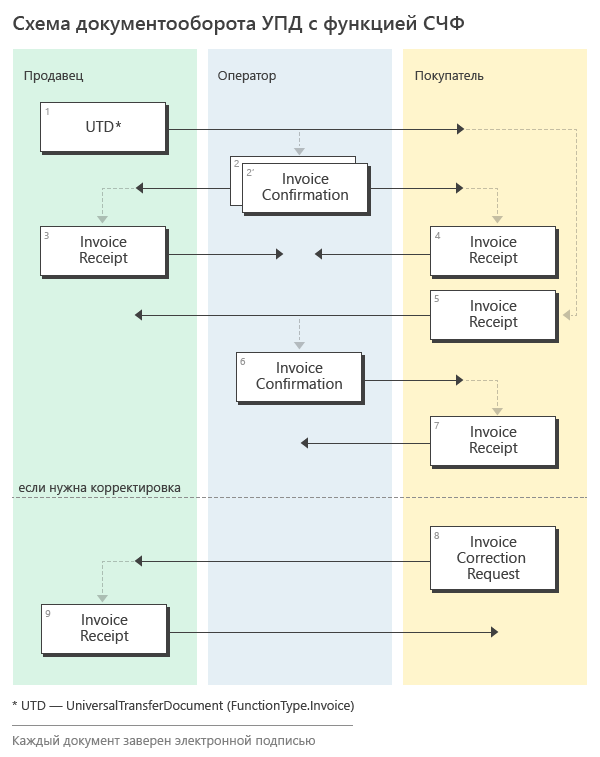 Схема документооборота УПД с функцией СЧФ
Продавец
Оператор
Покупатель
1
UTD*
2
2'
Invoice
Confirmation
3
Invoice
Receipt
4
Invoice
Receipt
5
Invoice
Receipt
6
Invoice
Confirmation
7
Invoice
Receipt
если нужна корректировка
8
Invoice
Correction
Request
9
Invoice
Receipt
* UTD — UniversalTransferDocument (FunctionType.Invoice)
Каждый документ заверен электронной подписью